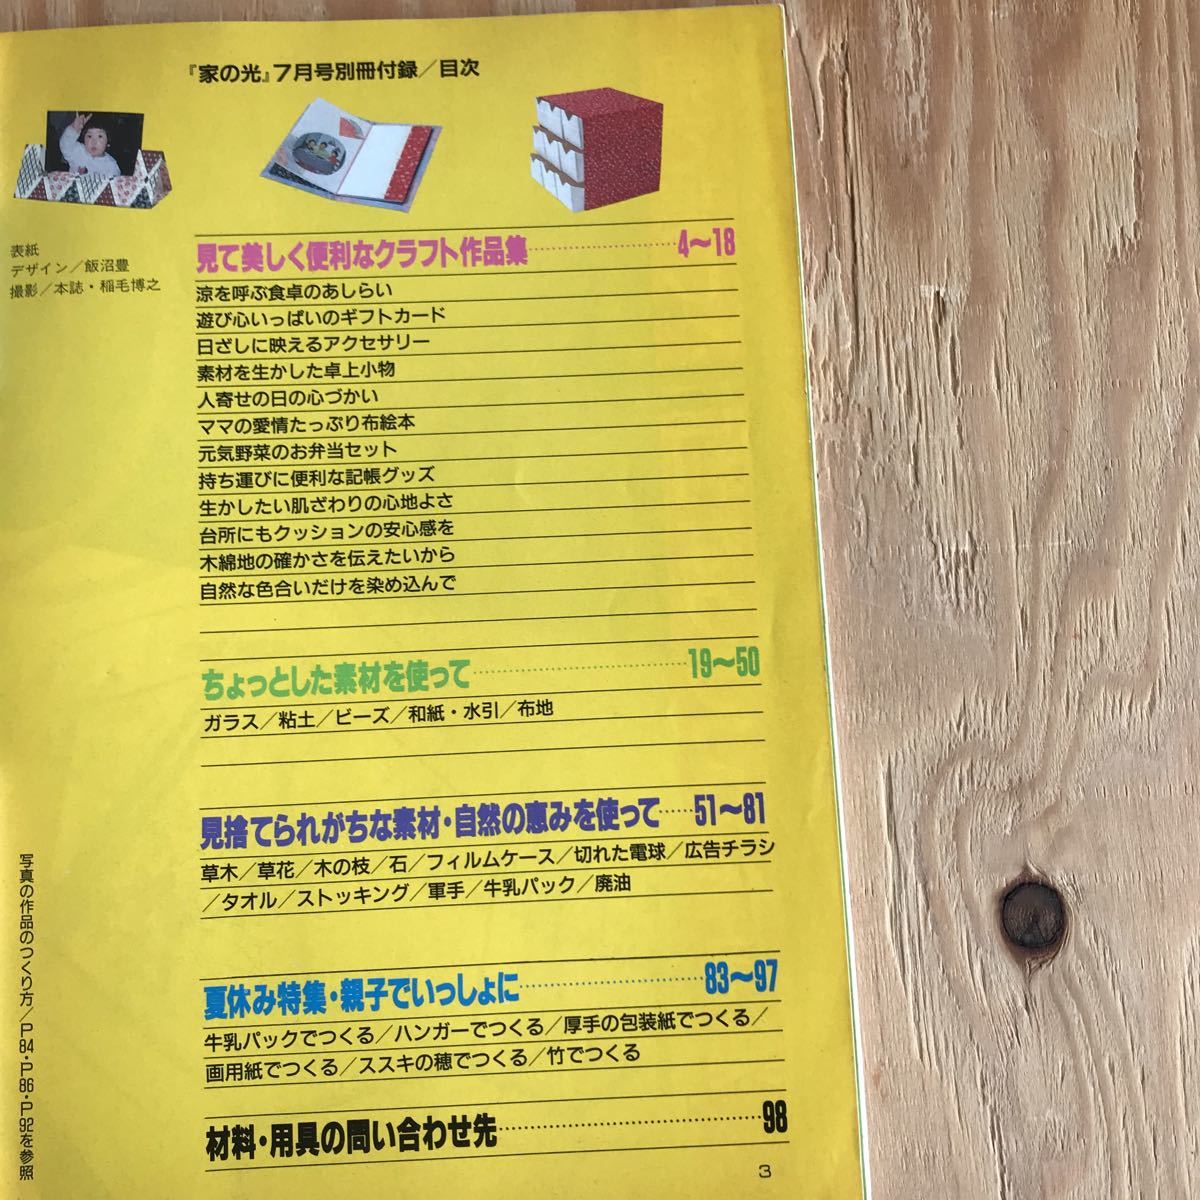 『家の光』7月号別冊付録／目次
表紙
デザイン／飯沼豊
撮影／本誌・稲毛博之
見て美しく便利なクラフト作品集……………………4〜18
涼を呼ぶ食卓のあしらい
遊び心いっぱいのギフトカード
日ざしに映えるアクセサリー
素材を生かした卓上小物
人寄せの日の心づかい
ママの愛情たっぷり布絵本
元気野菜のお弁当セット
持ち運びに便利な記帳グッズ
生かしたい肌ざわりの心地よさ
台所にもクッションの安心感を
木綿地の確かさを伝えたいから
自然な色合いだけを染め込んで
ちょっとした素材を使って……………………………19〜50
ガラス／粘土／ビーズ／和紙・水引／布地
見捨てられがちな素材・自然の恵みを使って……51〜81
草木／草花／木の枝／石／フィルムケース／切れた電球／広告チラシ
／タオル／ストッキング／軍手／牛乳パック／廃油
夏休み特集・親子でいっしょに…………………………83〜97
牛乳パックでつくる／ハンガーでつくる／厚手の包装紙でつくる／
画用紙でつくる／ススキの穂でつくる／竹でつくる
材料・用具の問い合わせ先……………………………………98
写真の作品のつくり方／P84・P86・P92を参照
3